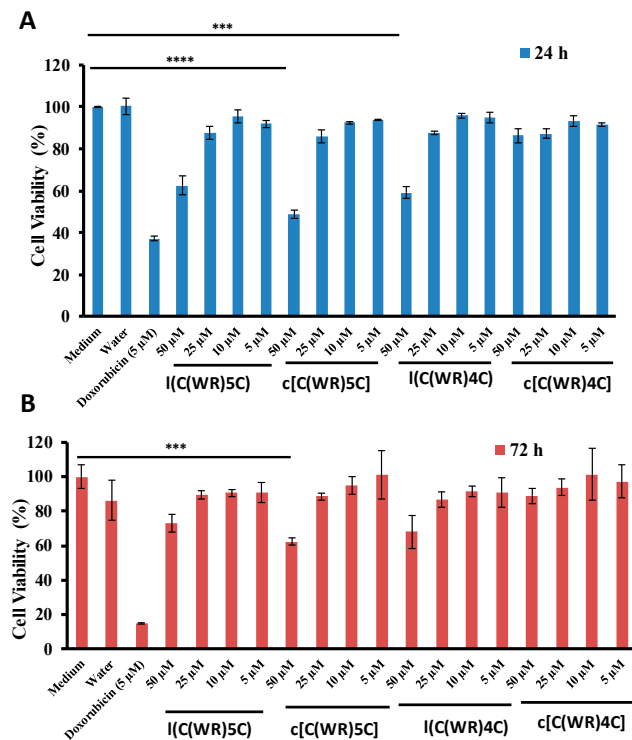 A
***
****
24 h
Cell Viability (%)
120
100
80
60
40
20
0
Medium
Water
Doxorubicin (5 µM)
50 µM
25 µM
10 µM
5 µM
50 µM
25 µM
10 µM
5 µM
50 µM
25 µM
10 µM
5 µM
50 µM
25 µM
10 µM
5 µM
l(C(WR)5C) c[C(WR)5C] l(C(WR)4C) c[C(WR)4C]
B
***
72 h
Cell Viability (%)
120
100
80
60
40
20
0
Medium
Water
Doxorubicin (5 µM)
50 µM
25 µM
10 µM
5 µM
50 µM
25 µM
10 µM
5 µM
50 µM
25 µM
10 µM
5 µM
50 µM
25 µM
10 µM
5 µM
l(C(WR)5C) c[C(WR)5C] l(C(WR)4C) c[C(WR)4C]